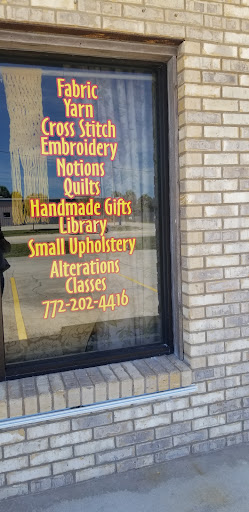 Fabric
Yarn
Cross Stitch
Embroidery
Notions
Quilts
Handmade Gifts
Library
Small Upholstery
Alterations
Classes
772-202-4416